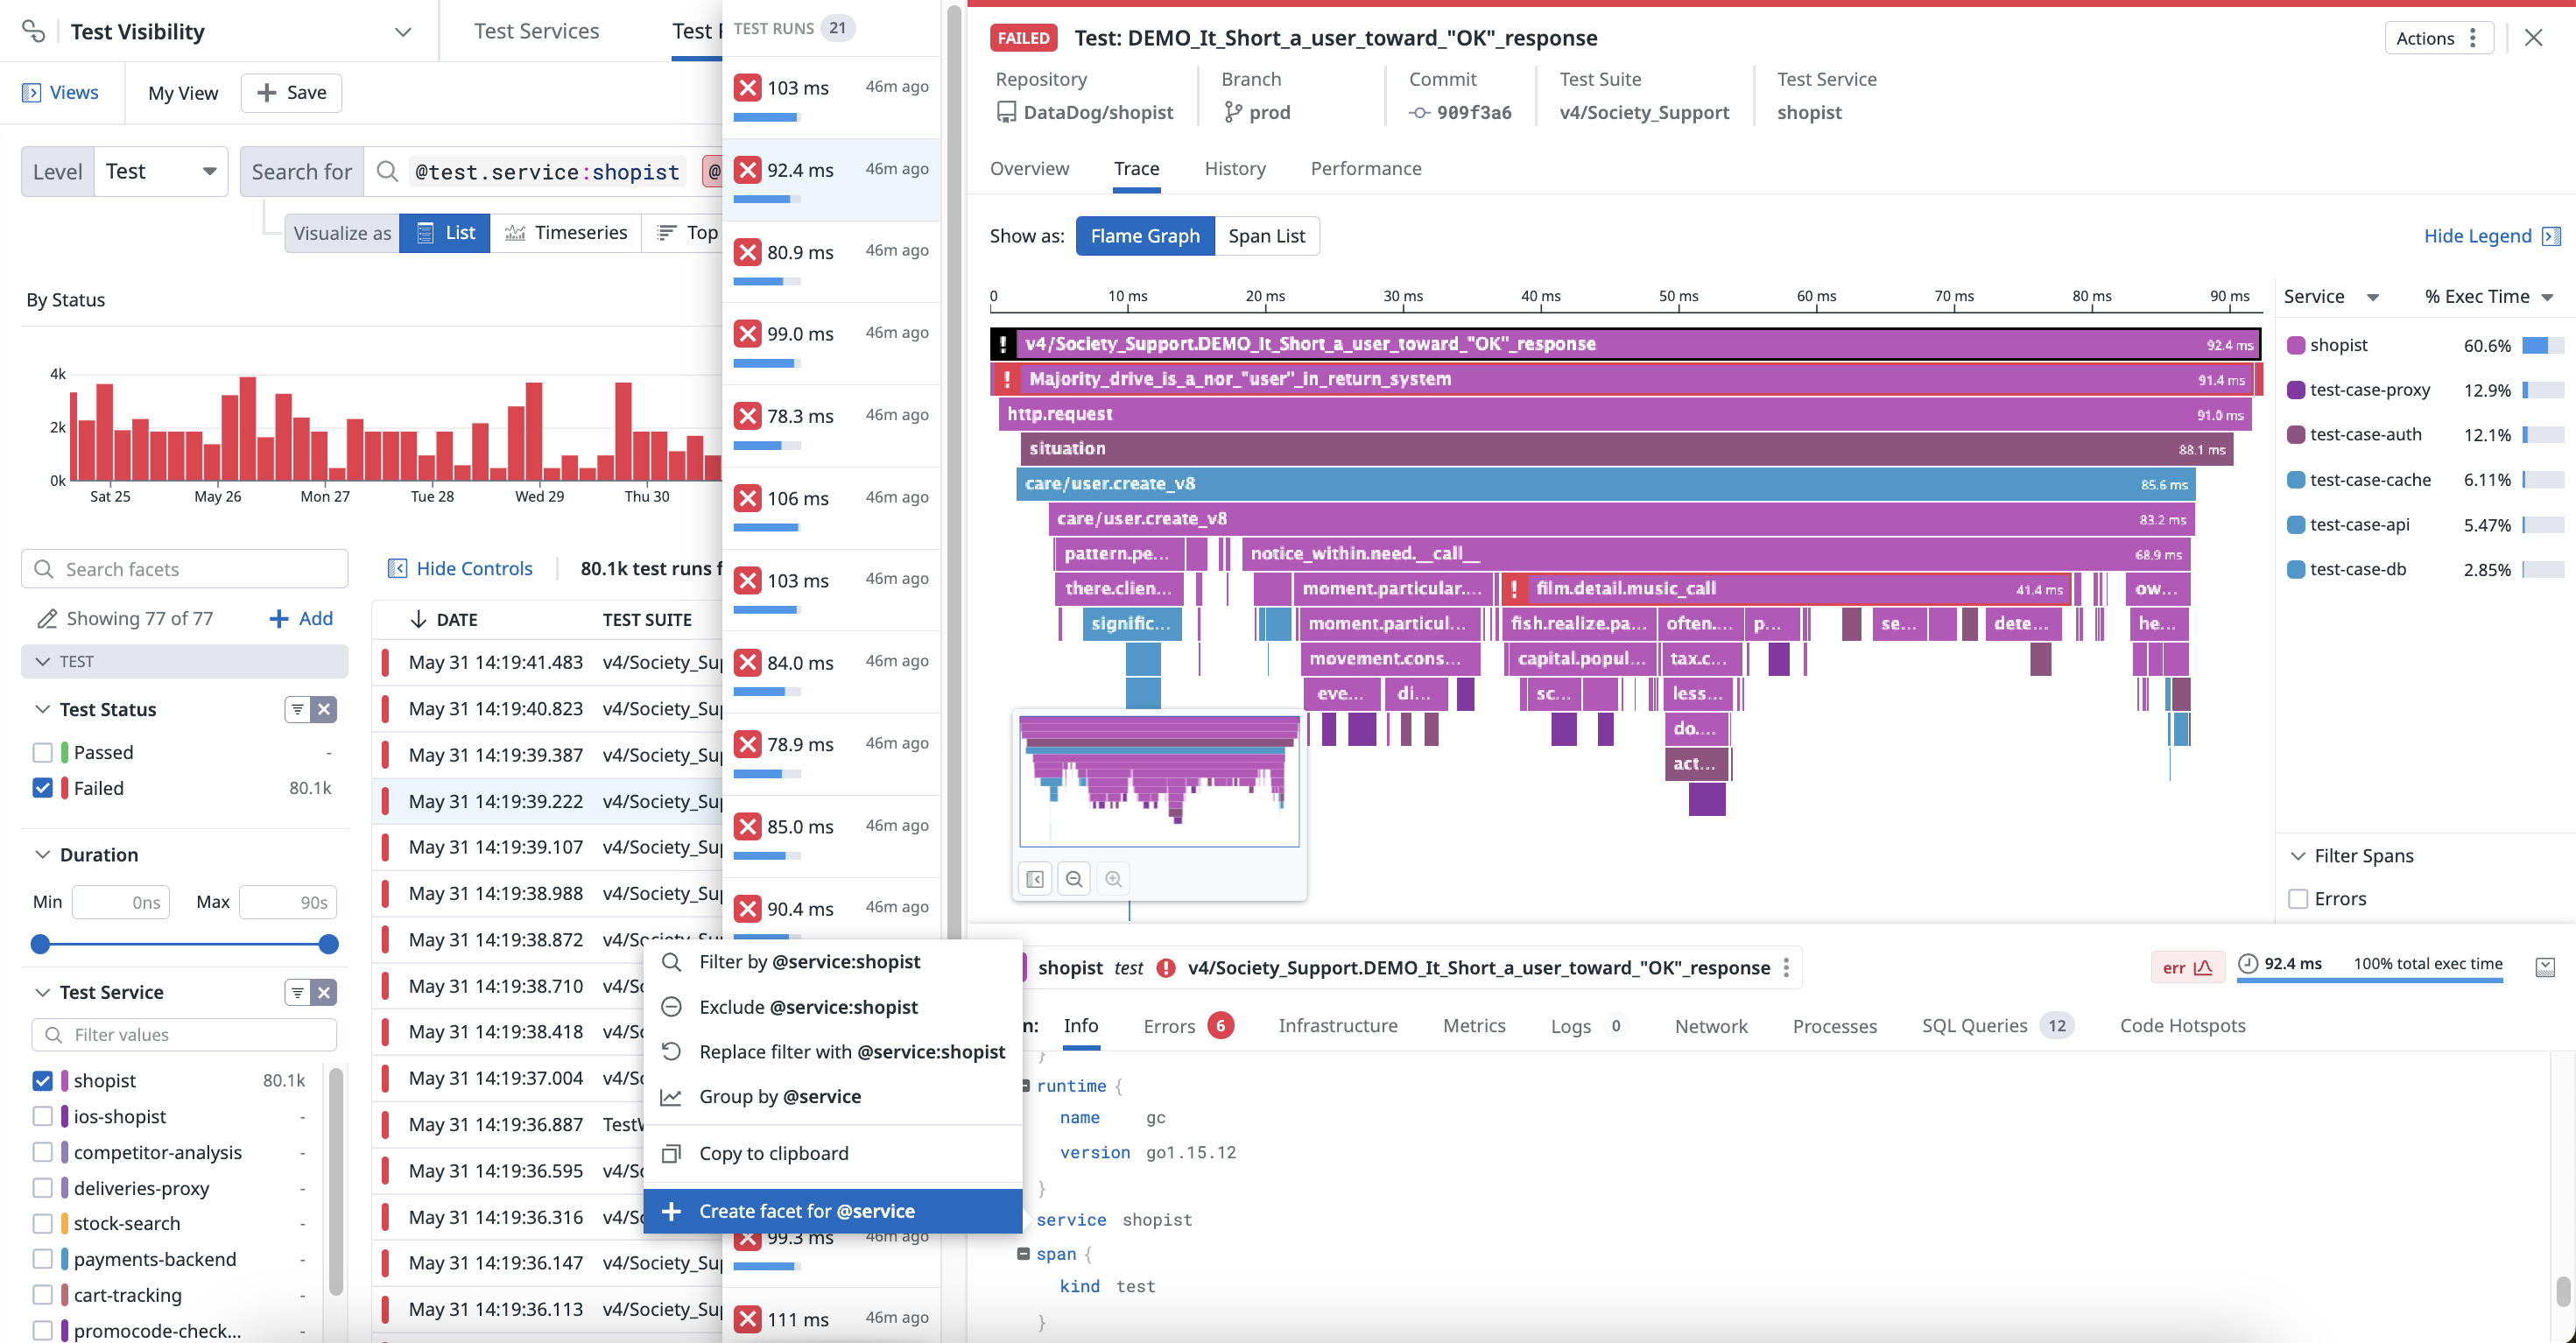 Test Visibility
Test Services
Test
Views
My View
Save
Level
Test
Search for
@test.service:shopist
@
Visualize as
List
Timeseries
Top
By Status
4k
2k
0k
Sat 25
May 26
Mon 27
Tue 28
Wed 29
Thu 30
Search facets
Hide Controls
80.1k test runs f
Showing 77 of 77
Add
TEST
Test Status
Passed
-
Failed
80.1k
Duration
Min
0ns
Max
90s
Test Service
Filter values
shopist
80.1k
ios-shopist
-
competitor-analysis
-
deliveries-proxy
-
stock-search
-
payments-backend
-
cart-tracking
-
promocode-check...
-
DATE
TEST SUITE
May 31 14:19:41.483 v4/Society_Su
May 31 14:19:40.823 v4/Society_Su
May 31 14:19:39.387 v4/Society_Su
May 31 14:19:39.222 v4/Society_Su
May 31 14:19:39.107 v4/Society_Su
May 31 14:19:38.988 v4/Society_Su
May 31 14:19:38.872 v4/Society_Su
May 31 14:19:38.710 v4/S
May 31 14:19:38.418 v4/S
May 31 14:19:37.004 v4/S
May 31 14:19:36.887 Test
May 31 14:19:36.595 v4/S
May 31 14:19:36.316 v4/S
May 31 14:19:36.147 v4/Society_Su
May 31 14:19:36.113 v4/Society_Su
TEST RUNS 21
103 ms 46m ago
92.4 ms 46m ago
80.9 ms 46m ago
99.0 ms 46m ago
78.3 ms 46m ago
106 ms 46m ago
103 ms 46m ago
84.0 ms 46m ago
78.9 ms 46m ago
85.0 ms 46m ago
90.4 ms 46m ago
99.3 ms 46m ago
111 ms 46m ago
Filter by @service:shopist
Exclude @service:shopist
Replace filter with @service:shopist
Group by @service
Copy to clipboard
Create facet for @service
FAILED
Test: DEMO_It_Short_a_user_toward_"OK"_response
Actions
Repository
DataDog/shopist
Branch
prod
Commit
909f3a6
Test Suite
v4/Society_Support
Test Service
shopist
Overview
Trace
History
Performance
Show as:
Flame Graph
Span List
Hide Legend
0
10 ms
20 ms
30 ms
40 ms
50 ms
60 ms
70 ms
80 ms
90 ms
v4/Society_Support.DEMO_It_Short_a_user_toward_"OK"_response 92.4 ms
Majority_drive_is_a_nor_"user"_in_return_system 91.4 ms
http.request 91.0 ms
situation 88.1 ms
care/user.create_v8 85.6 ms
care/user.create_v8 83.2 ms
pattern.pe...
notice_within.need.__call__ 68.9 ms
there.clien...
moment.particular....
film.detail.music_call 41.4 ms
ow...
signific...
moment.particul...
fish.realize.pa...
often....
p...
se...
dete...
he...
movement.cons...
capital.popul...
tax.c...
eve...
di...
sc...
less...
do....
act...
Service
% Exec Time
shopist 60.6%
test-case-proxy 12.9%
test-case-auth 12.1%
test-case-cache 6.11%
test-case-api 5.47%
test-case-db 2.85%
Filter Spans
Errors
shopist test v4/Society_Support.DEMO_It_Short_a_user_toward_"OK"_response
err
92.4 ms
100% total exec time
n:
Info
Errors 6
Infrastructure
Metrics
Logs 0
Network
Processes
SQL Queries 12
Code Hotspots
}
runtime {
name gc
version go1.15.12
}
service shopist
span {
kind test
}